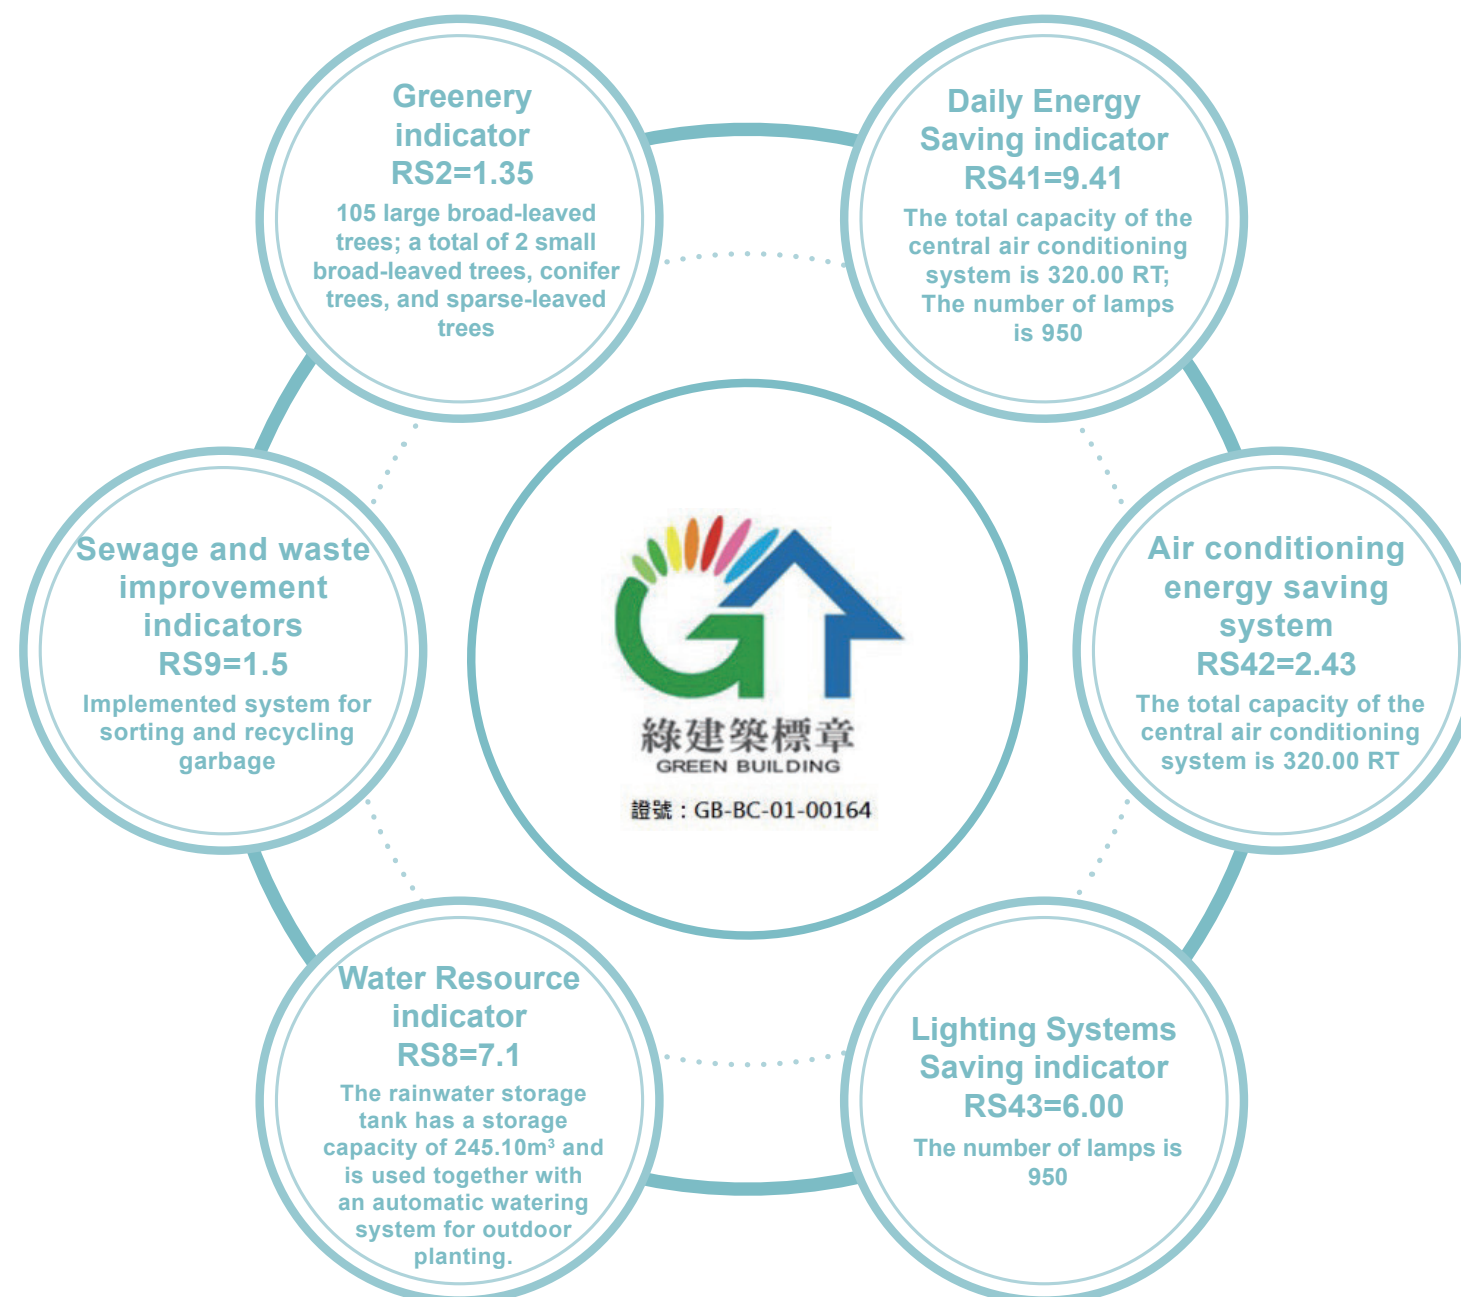 Greenery
indicator
RS2=1.35
105 large broad-leaved
trees; a total of 2 small
broad-leaved trees, conifer
trees, and sparse-leaved
trees
Daily Energy
Saving indicator
RS41=9.41
The total capacity of the
central air conditioning
system is 320.00 RT;
The number of lamps
is 950
Sewage and waste
improvement
indicators
RS9=1.5
Implemented system for
sorting and recycling
garbage
綠建築標章
GREEN BUILDING
證號：GB-BC-01-00164
Air conditioning
energy saving
system
RS42=2.43
The total capacity of the
central air conditioning
system is 320.00 RT
Water Resource
indicator
RS8=7.1
The rainwater storage
tank has a storage
capacity of 245.10m³ and
is used together with
an automatic watering
system for outdoor
planting.
Lighting Systems
Saving indicator
RS43=6.00
The number of lamps is
950